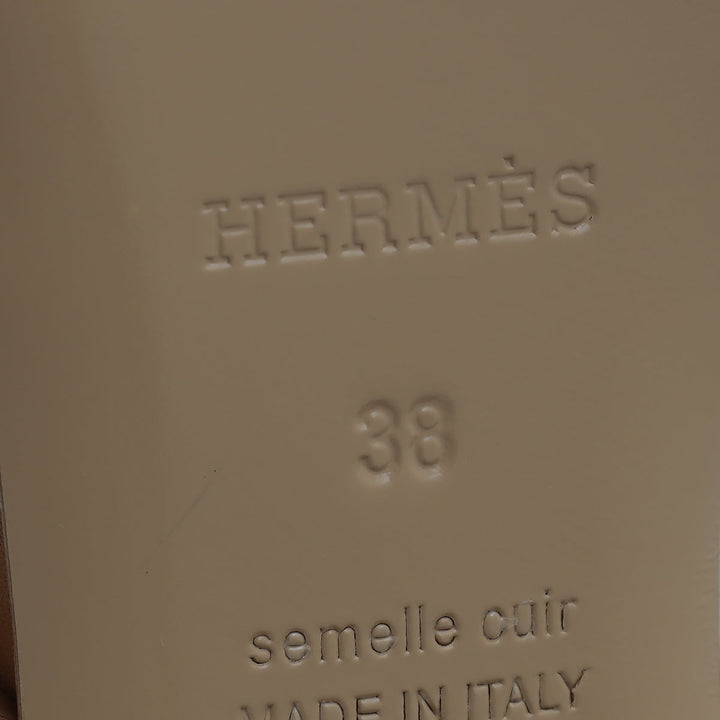 HERMÈS
38
semelle cuir
MADE IN ITALY